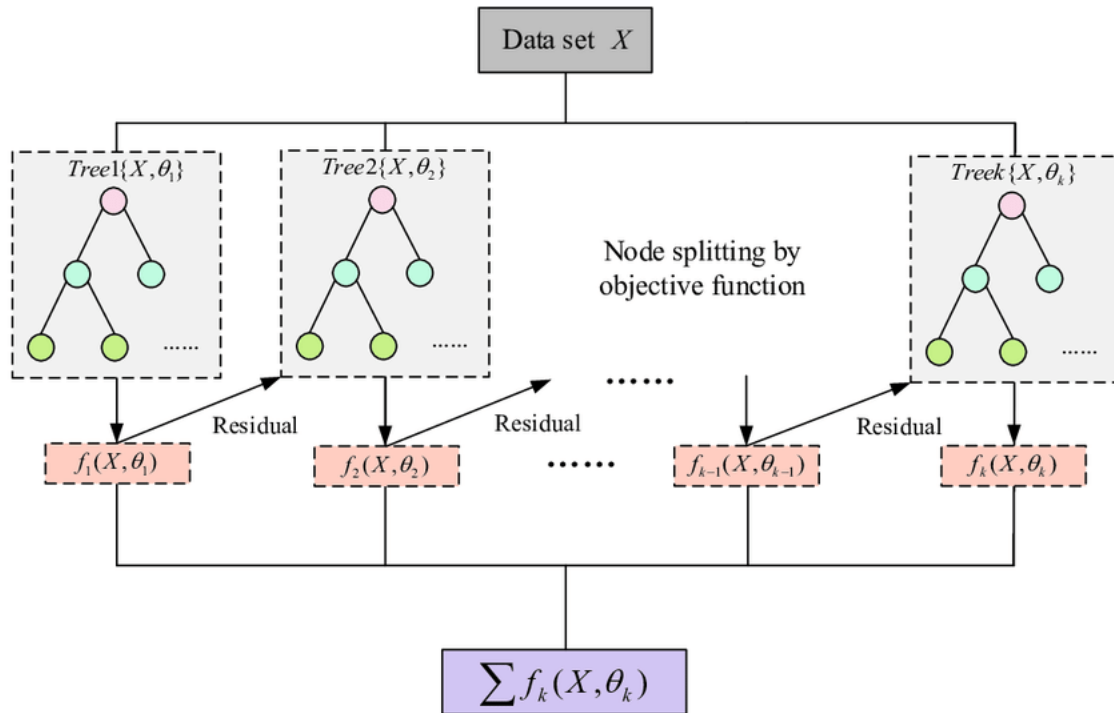 Data set X
Tree1{X,θ₁}
Tree2{X,θ₂}
Treek{X,θₖ}
Node splitting by
objective function
......
......
......
......
Residual
Residual
Residual
f₁(X,θ₁)
f₂(X,θ₂)
......
fₖ₋₁(X,θₖ₋₁)
fₖ(X,θₖ)
∑fₖ(X,θₖ)